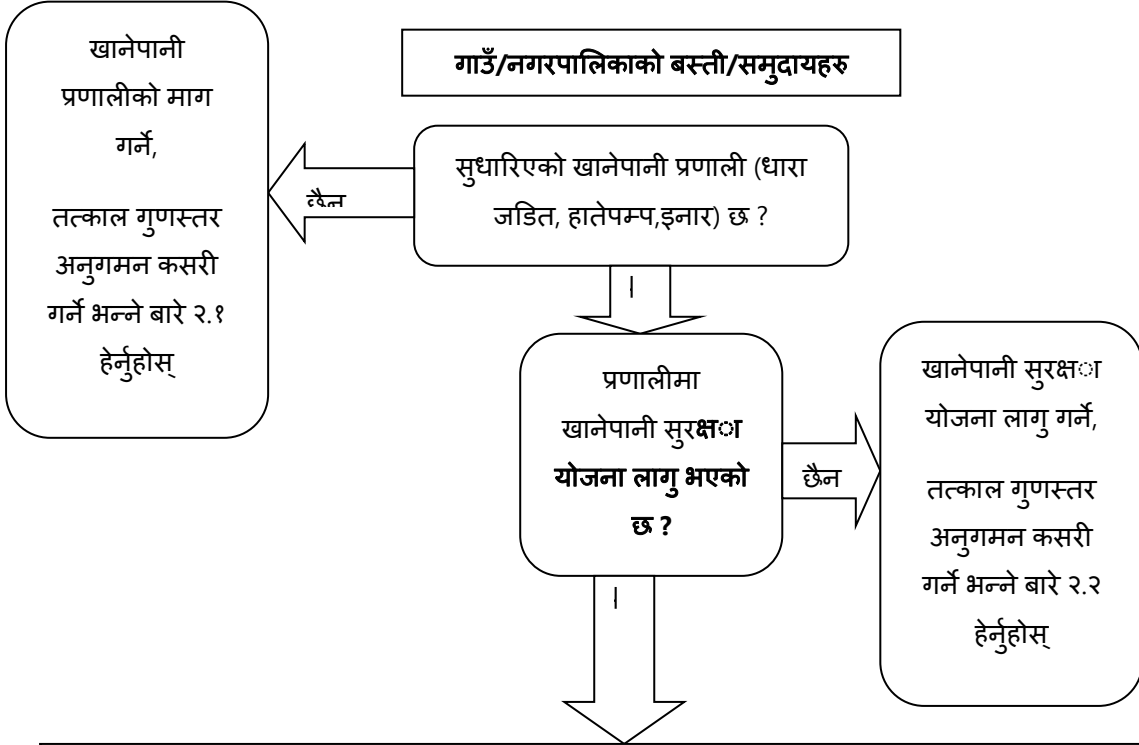 गाउँ/नगरपालिकाको बस्ती/समुदायहरु
खानेपानी
प्रणालीको माग
गर्ने,
तत्काल गुणस्तर
अनुगमन कसरी
गर्ने भन्ने बारे २.१
हेर्नुहोस्
छैन
सुधारिएको खानेपानी प्रणाली (धारा
जडित, हातेपम्प,इनार) छ ?
प्रणालीमा
खानेपानी सुरक्ष◌ा
योजना लागु भएको
छ ?
छैन
खानेपानी सुरक्ष◌ा
योजना लागु गर्ने,
तत्काल गुणस्तर
अनुगमन कसरी
गर्ने भन्ने बारे २.२
हेर्नुहोस्